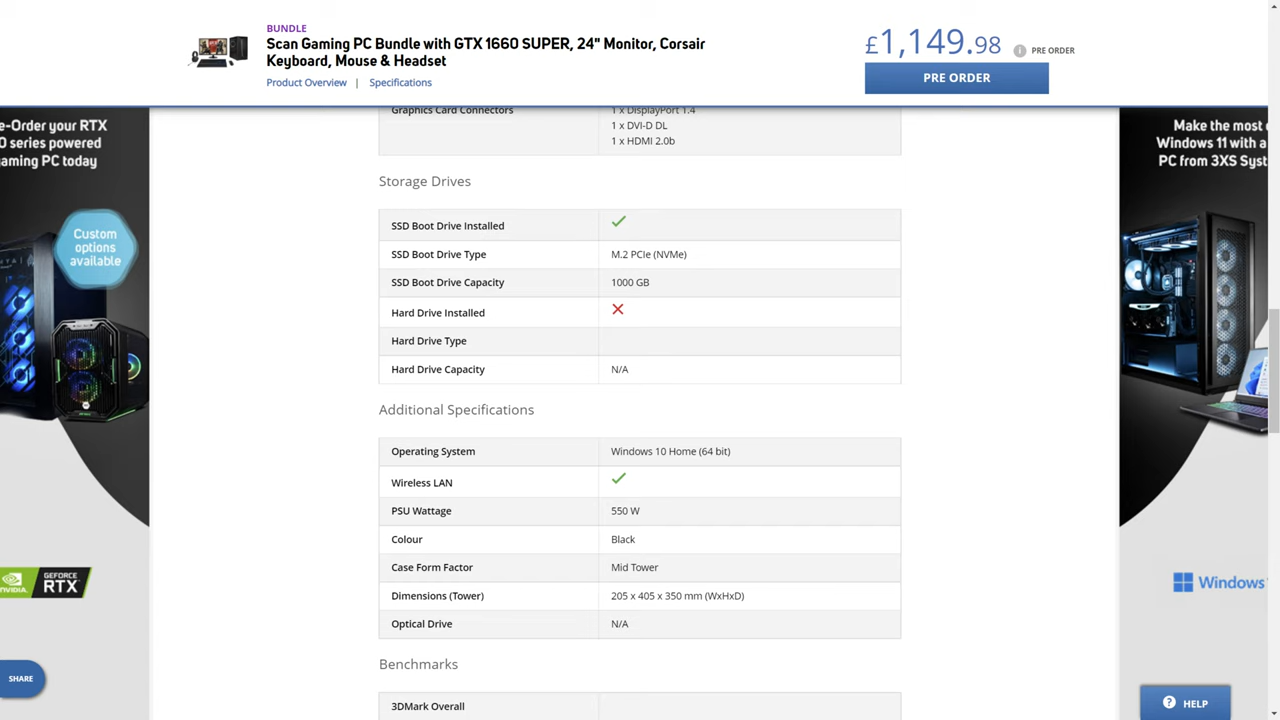 BUNDLE
Scan Gaming PC Bundle with GTX 1660 SUPER, 24" Monitor, Corsair
Keyboard, Mouse & Headset
Product Overview | Specifications
£1,149.98
i PRE ORDER
PRE ORDER
e-Order your RTX
0 series powered
aming PC today
Custom
options
available
NVIDIA.
GEFORCE
RTX
SHARE
Graphics Card Connectors 1 x DisplayPort 1.4
1 x DVI-D DL
1 x HDMI 2.0b
Storage Drives
SSD Boot Drive Installed
SSD Boot Drive Type M.2 PCIe (NVMe)
SSD Boot Drive Capacity 1000 GB
Hard Drive Installed
Hard Drive Type
Hard Drive Capacity N/A
Additional Specifications
Operating System Windows 10 Home (64 bit)
Wireless LAN
PSU Wattage 550 W
Colour Black
Case Form Factor Mid Tower
Dimensions (Tower) 205 x 405 x 350 mm (WxHxD)
Optical Drive N/A
Benchmarks
3DMark Overall
Make the most o
Windows 11 with a
PC from 3XS Syst
Windows
? HELP